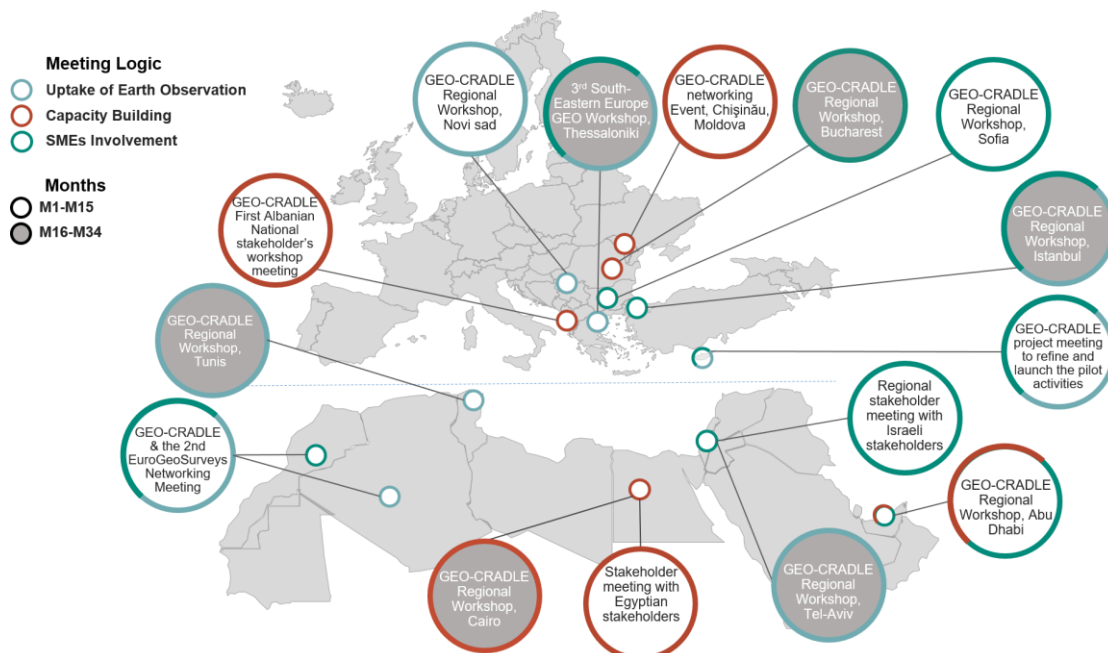 Meeting Logic
Uptake of Earth Observation
Capacity Building
SMEs Involvement
Months
M1-M15
M16-M34
GEO-CRADLE
Regional
Workshop,
Novi sad
3rd South-
Eastern Europe
GEO Workshop,
Thessaloniki
GEO-CRADLE
networking
Event, Chişinău,
Moldova
GEO-CRADLE
Regional
Workshop,
Bucharest
GEO-CRADLE
Regional
Workshop,
Sofia
GEO-CRADLE
First Albanian
National
stakeholder's
workshop
meeting
GEO-CRADLE
Regional
Workshop,
Istanbul
GEO-CRADLE
Regional
Workshop,
Tunis
GEO-CRADLE
project meeting
to refine and
launch the pilot
activities
GEO-CRADLE
& the 2nd
EuroGeoSurveys
Networking
Meeting
Regional
stakeholder
meeting with
Israeli
stakeholders
GEO-CRADLE
Regional
Workshop, Abu
Dhabi
GEO-CRADLE
Regional
Workshop,
Cairo
Stakeholder
meeting with
Egyptian
stakeholders
GEO-CRADLE
Regional
Workshop,
Tel-Aviv